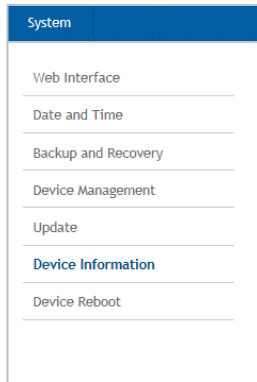 System
Web Interface
Date and Time
Backup and Recovery
Device Management
Update
Device Information
Device Reboot